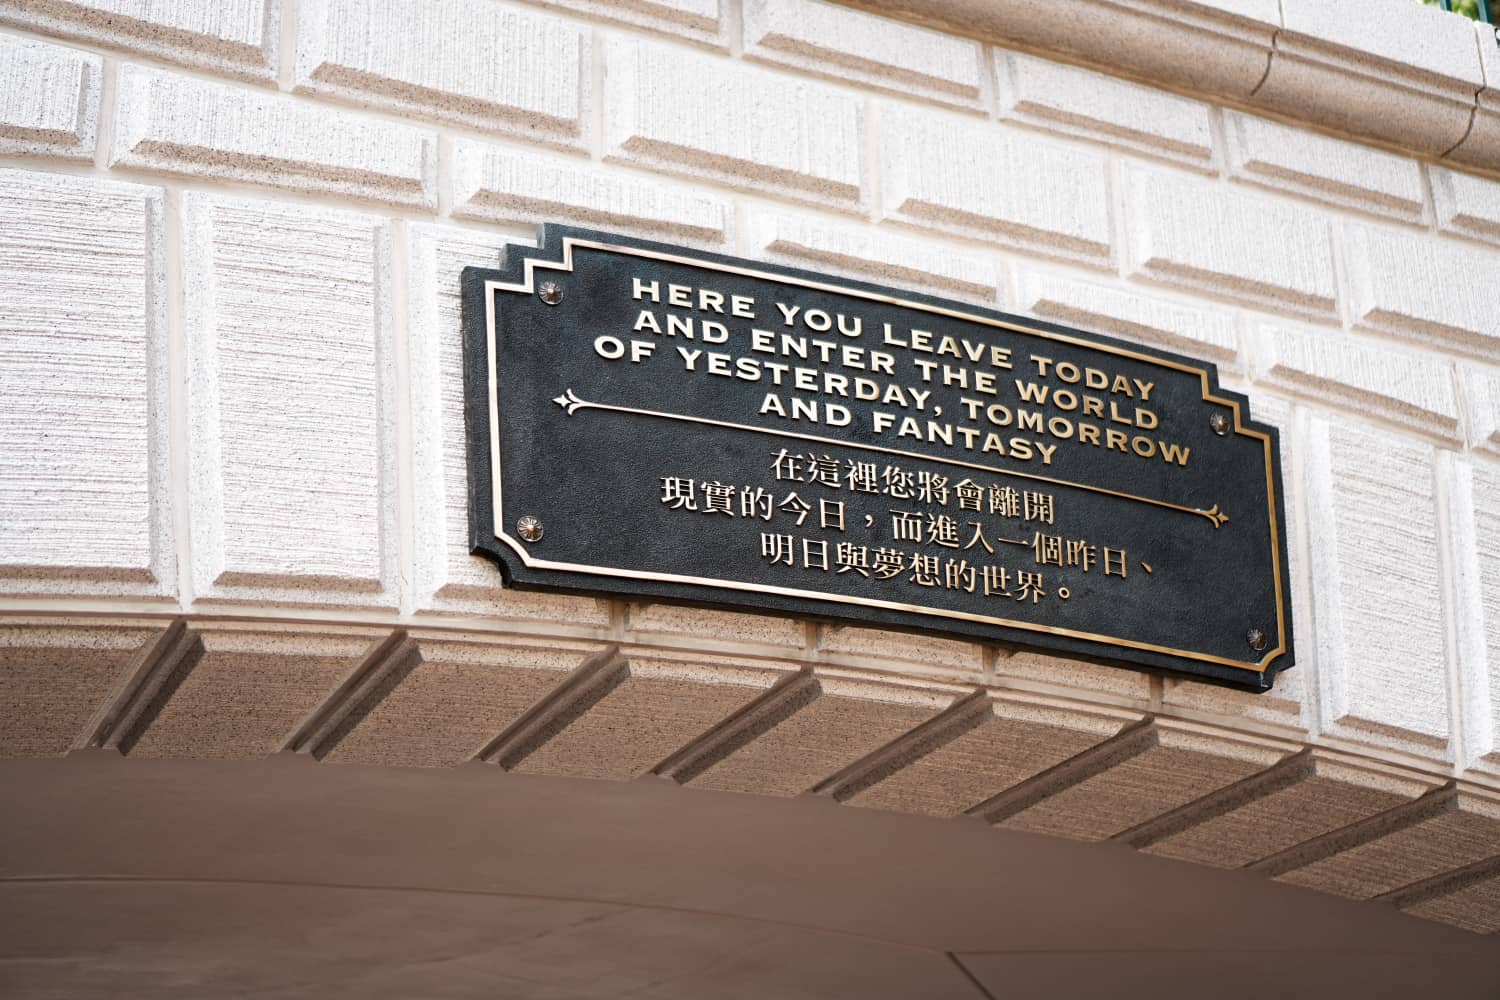 HERE YOU LEAVE TODAY
AND ENTER THE WORLD
OF YESTERDAY, TOMORROW
AND FANTASY
在這裡您將會離開
現實的今日，而進入一個昨日、
明日與夢想的世界。